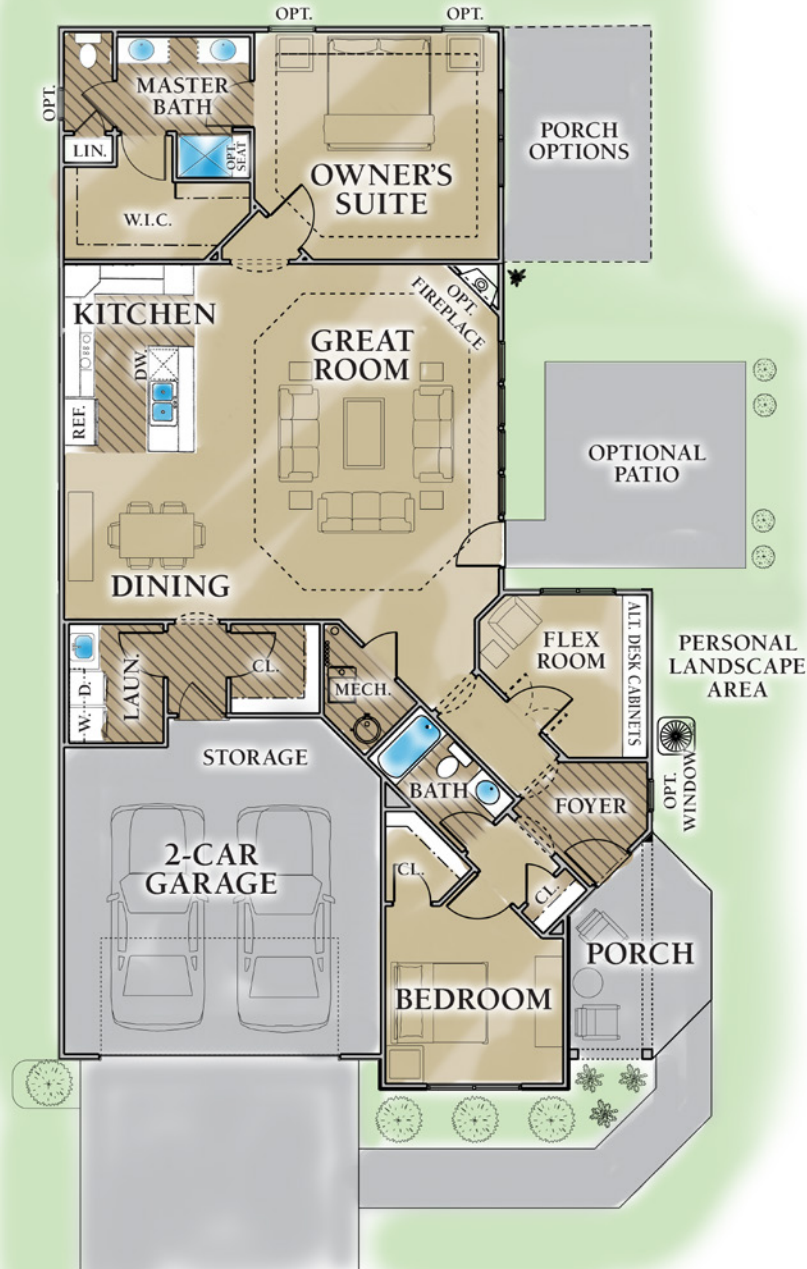 OPT.
OPT.
OPT.
MASTER
BATH
LIN.
OPT.
SEAT
W.I.C.
OWNER'S
SUITE
PORCH
OPTIONS
KITCHEN
DW.
REF.
GREAT
ROOM
OPT.
FIREPLACE
OPTIONAL
PATIO
DINING
LAUN.
W. D.
CL.
MECH.
FLEX
ROOM
ALT. DESK CABINETS
PERSONAL
LANDSCAPE
AREA
OPT.
WINDOW
STORAGE
BATH
FOYER
2-CAR
GARAGE
CL.
CL.
PORCH
BEDROOM